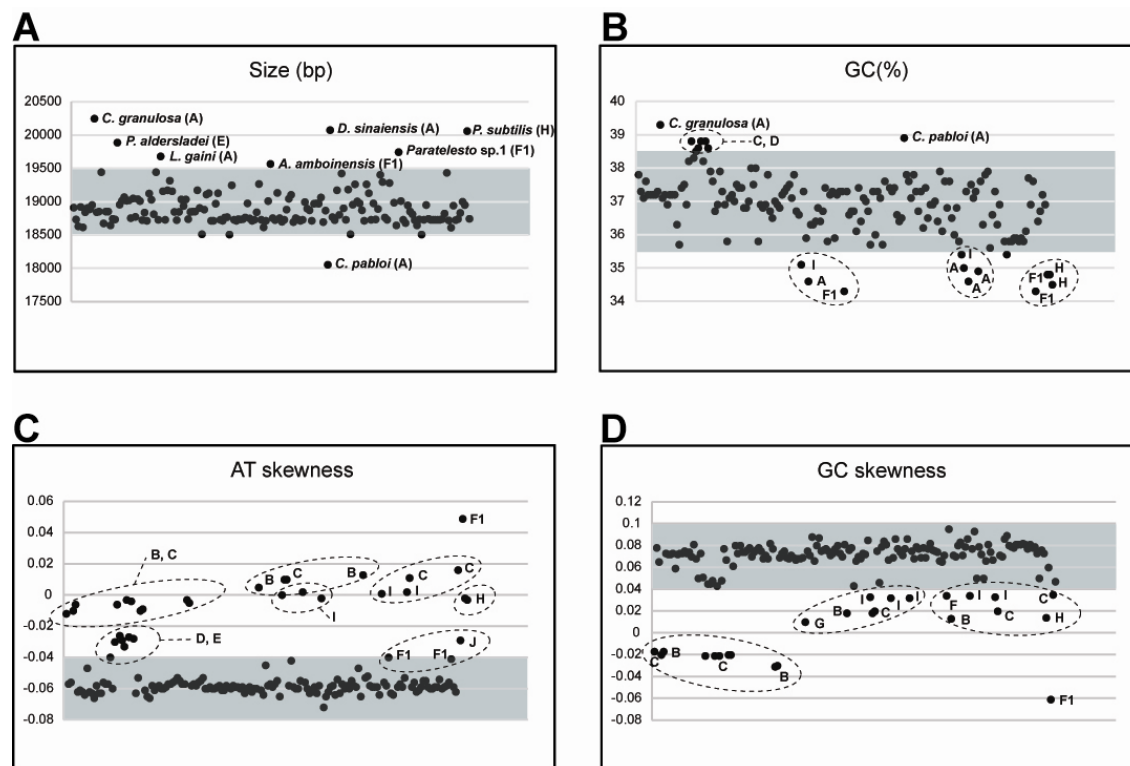 A
Size (bp)
20500
20000
19500
19000
18500
18000
17500
C. granulosa (A)
P. aldersladei (E)
L. gaini (A)
D. sinaiensis (A)
P. subtilis (H)
Paratelesto sp.1 (F1)
A. amboinensis (F1)
C. pabloi (A)
B
GC(%)
40
39
38
37
36
35
34
C. granulosa (A)
C, D
C. pabloi (A)
I
A
F1
I
A
A
A
H
F1
H
F1
C
AT skewness
0.06
0.04
0.02
0
-0.02
-0.04
-0.06
-0.08
B, C
D, E
B
C
B
I
C
I
I
F1
H
J
F1
F1
D
GC skewness
0.12
0.1
0.08
0.06
0.04
0.02
0
-0.02
-0.04
-0.06
-0.08
C
B
C
B
G
B
I
C
I
I
F
B
I
I
C
C
H
F1